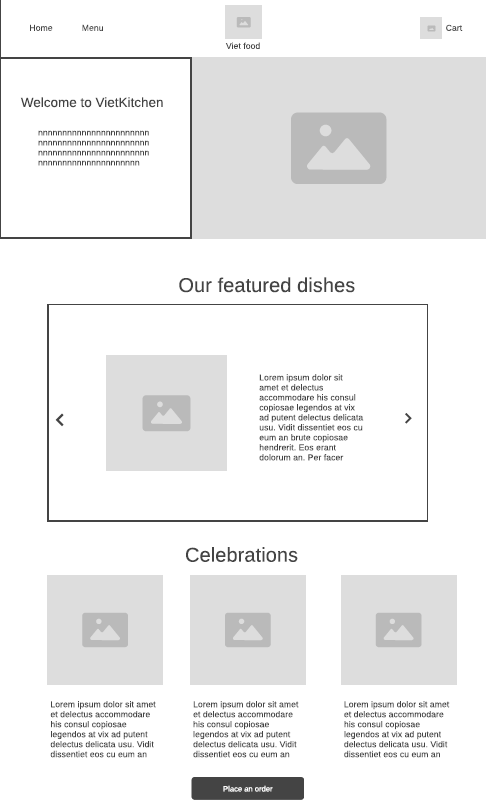 Home
Menu
Viet food
Cart
Welcome to VietKitchen
nnnnnnnnnnnnnnnnnnnnnnn
nnnnnnnnnnnnnnnnnnnnnnn
nnnnnnnnnnnnnnnnnnnnnnn
nnnnnnnnnnnnnnnnnnnnn
Our featured dishes
Lorem ipsum dolor sit
amet et delectus
accommodare his consul
copiosae legendos at vix
ad putent delectus delicata
usu. Vidit dissentiet eos cu
eum an brute copiosae
hendrerit. Eos erant
dolorum an. Per facer
Celebrations
Lorem ipsum dolor sit amet
et delectus accommodare
his consul copiosae
legendos at vix ad putent
delectus delicata usu. Vidit
dissentiet eos cu eum an
Lorem ipsum dolor sit amet
et delectus accommodare
his consul copiosae
legendos at vix ad putent
delectus delicata usu. Vidit
dissentiet eos cu eum an
Lorem ipsum dolor sit amet
et delectus accommodare
his consul copiosae
legendos at vix ad putent
delectus delicata usu. Vidit
dissentiet eos cu eum an
Place an order